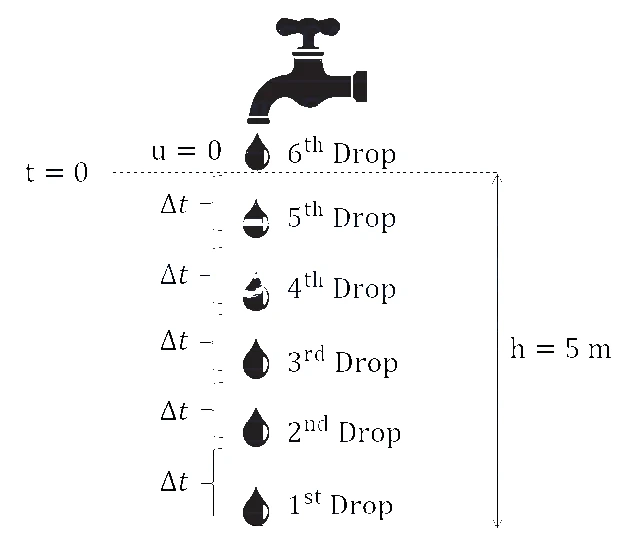 u = 0 6th Drop
t = 0
Δt 5th Drop
Δt 4th Drop
Δt 3rd Drop
h = 5 m
Δt 2nd Drop
Δt 1st Drop